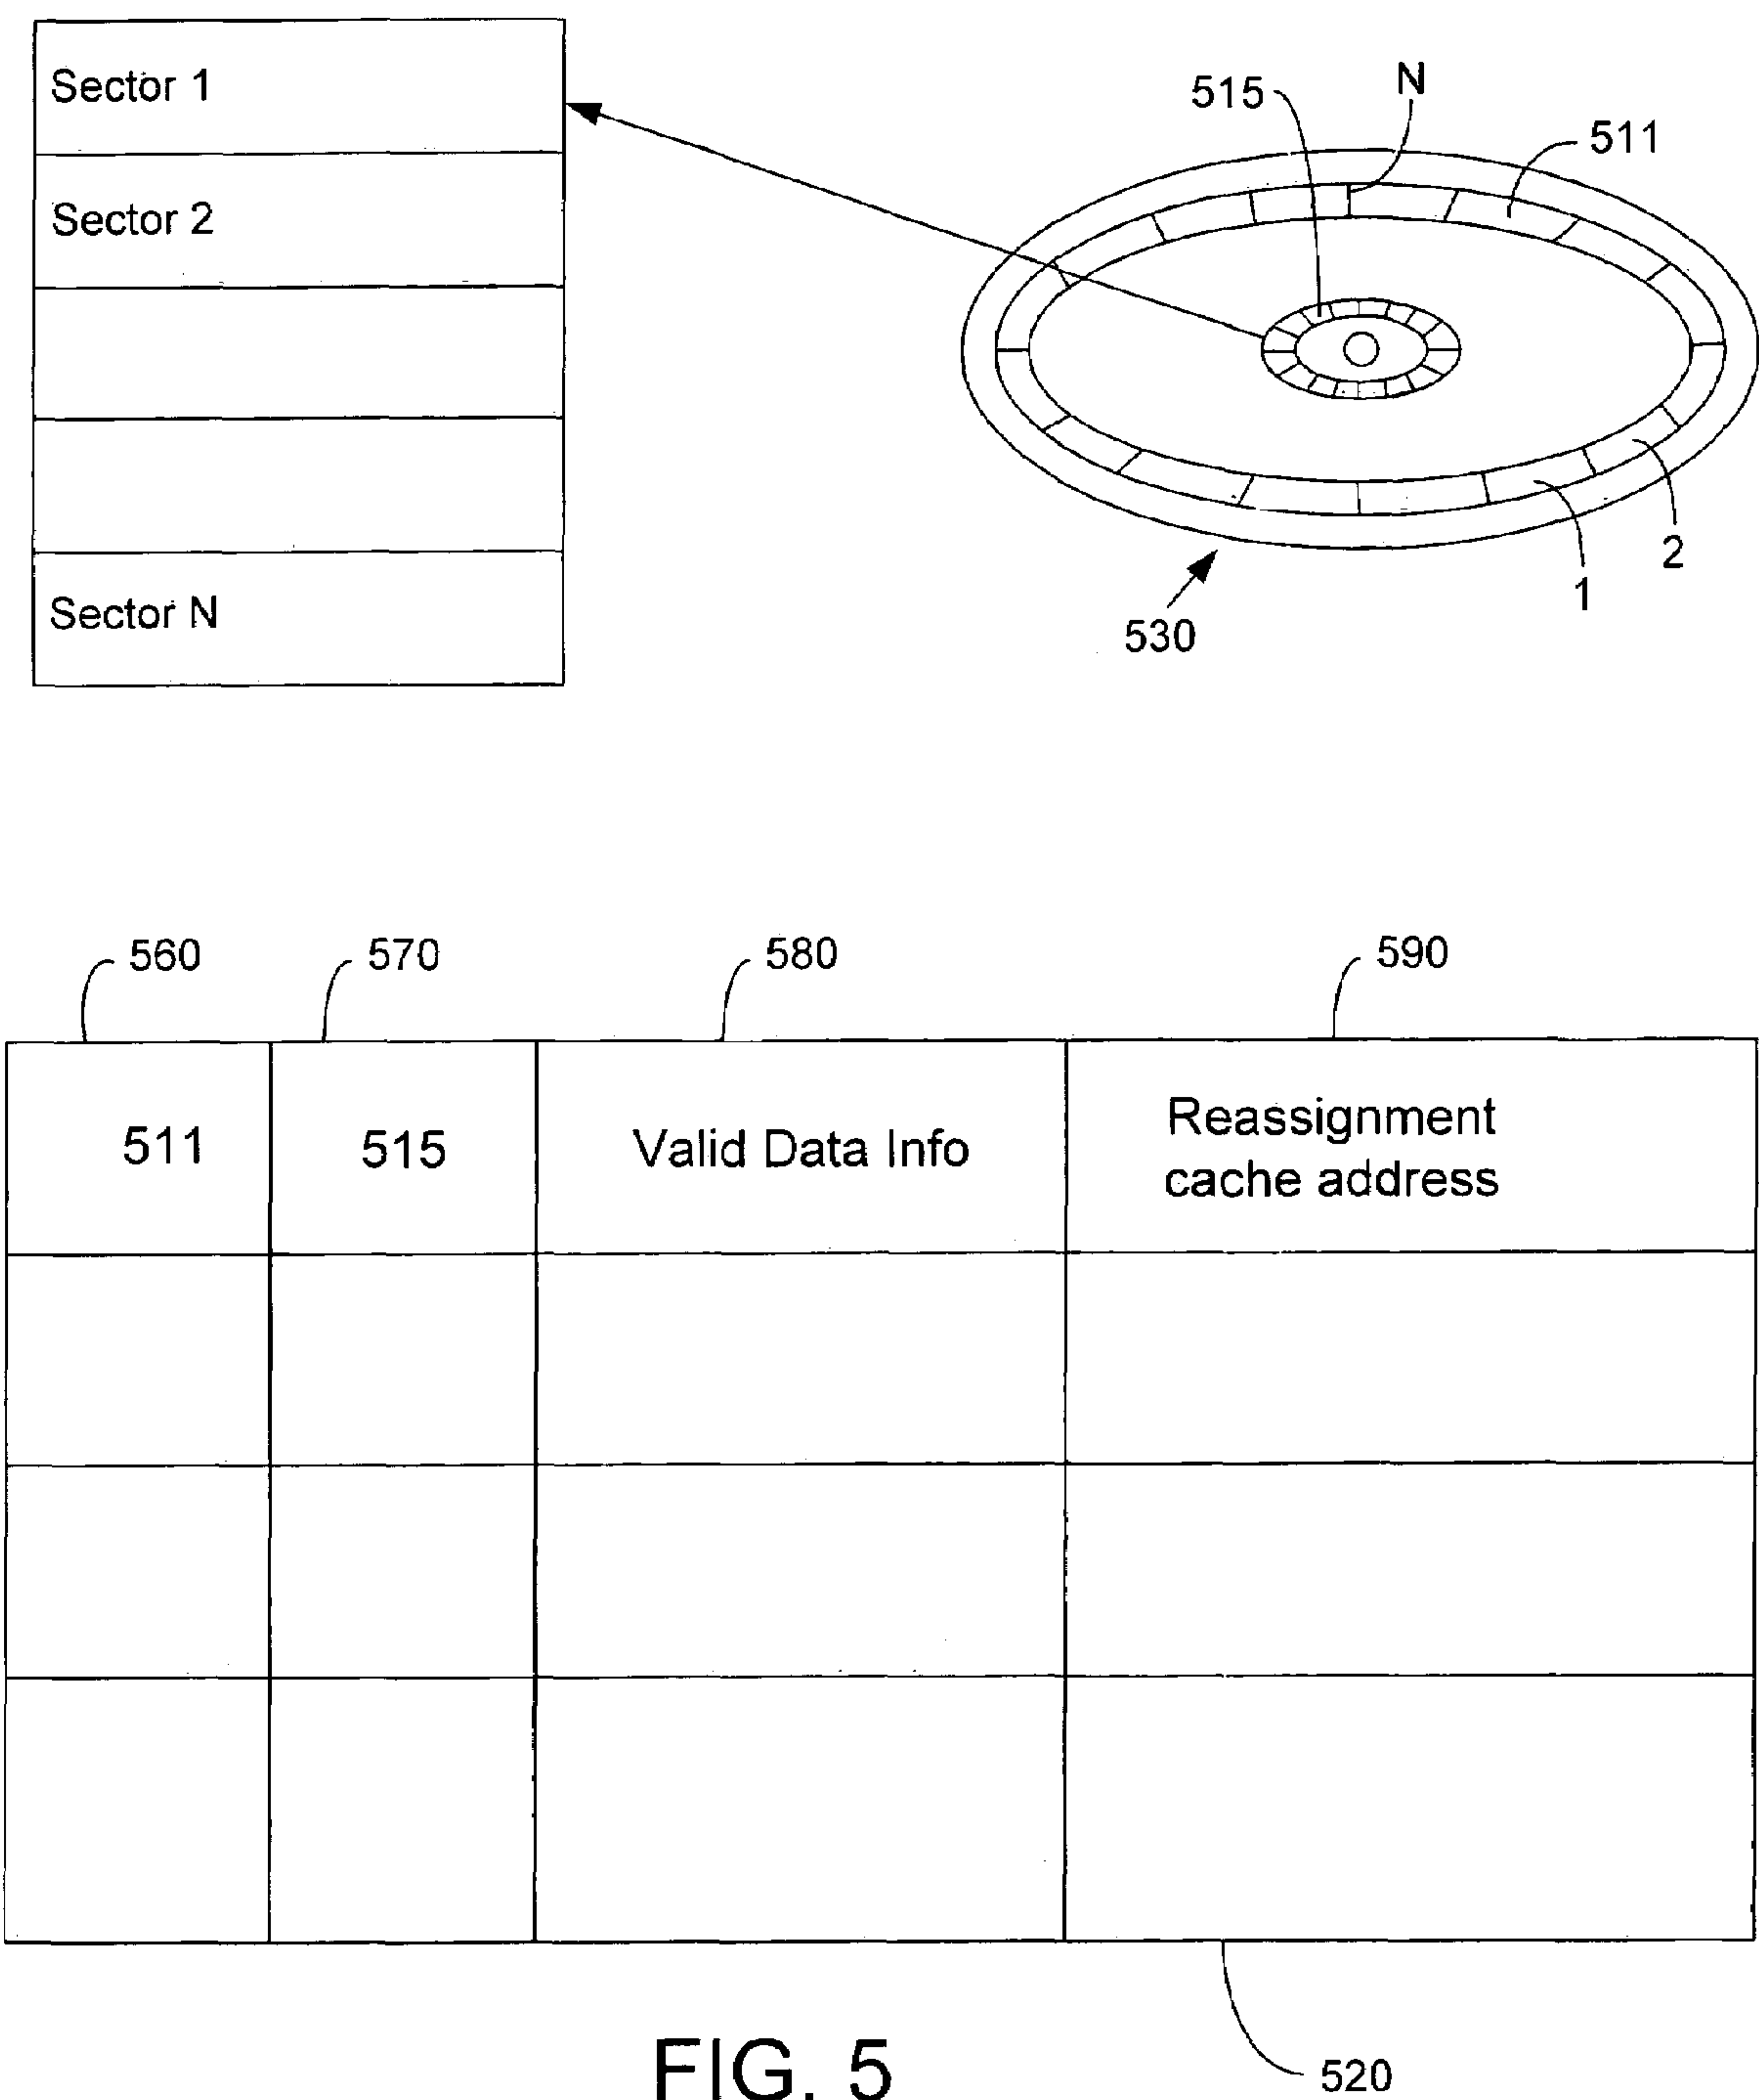 Sector 1
Sector 2
Sector N
515
N
511
2
1
530
560
570
580
590
511
515
Valid Data Info
Reassignment
cache address
520
FIG. 5